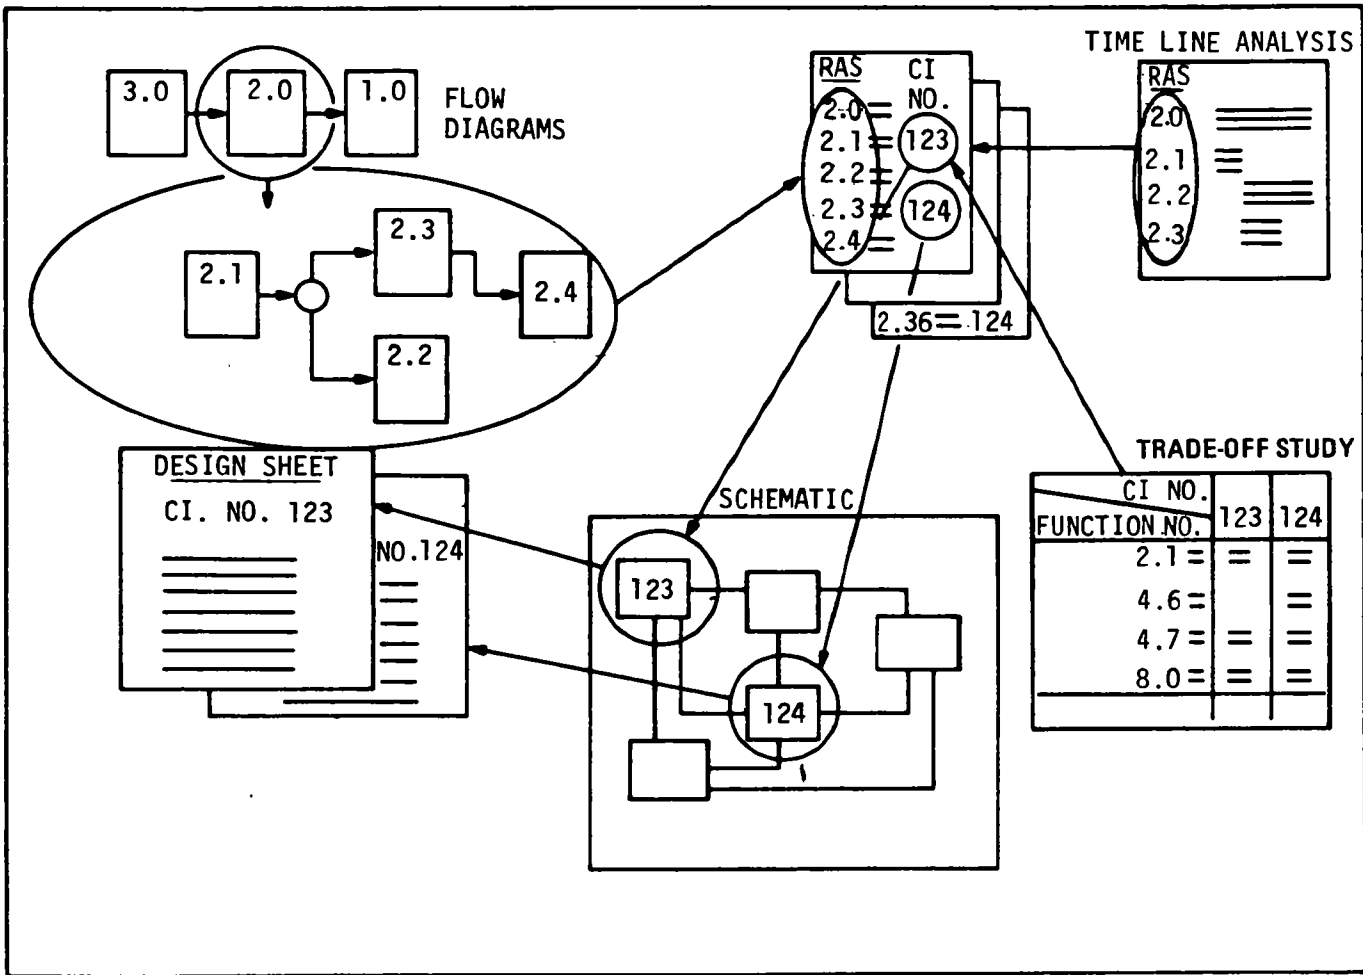 3.0
2.0
1.0
FLOW
DIAGRAMS
2.1
2.3
2.4
2.2
RAS CI
NO.
2.0 =
2.1 = 123
2.2 =
2.3 = 124
2.4 =
2.36 = 124
TIME LINE ANALYSIS
RAS
2.0
2.1
2.2
2.3
DESIGN SHEET
CI. NO. 123
NO. 124
SCHEMATIC
123
124
TRADE-OFF STUDY
CI NO.
FUNCTION NO. 123 124
2.1 = = =
4.6 = =
4.7 = = =
8.0 = = =